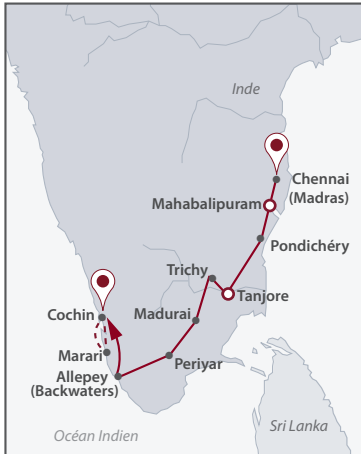 Inde
Chennai
(Madras)
Mahabalipuram
Pondichéry
Trichy
Tanjore
Cochin
Madurai
Marari
Periyar
Allepey
(Backwaters)
Sri Lanka
Océan Indien